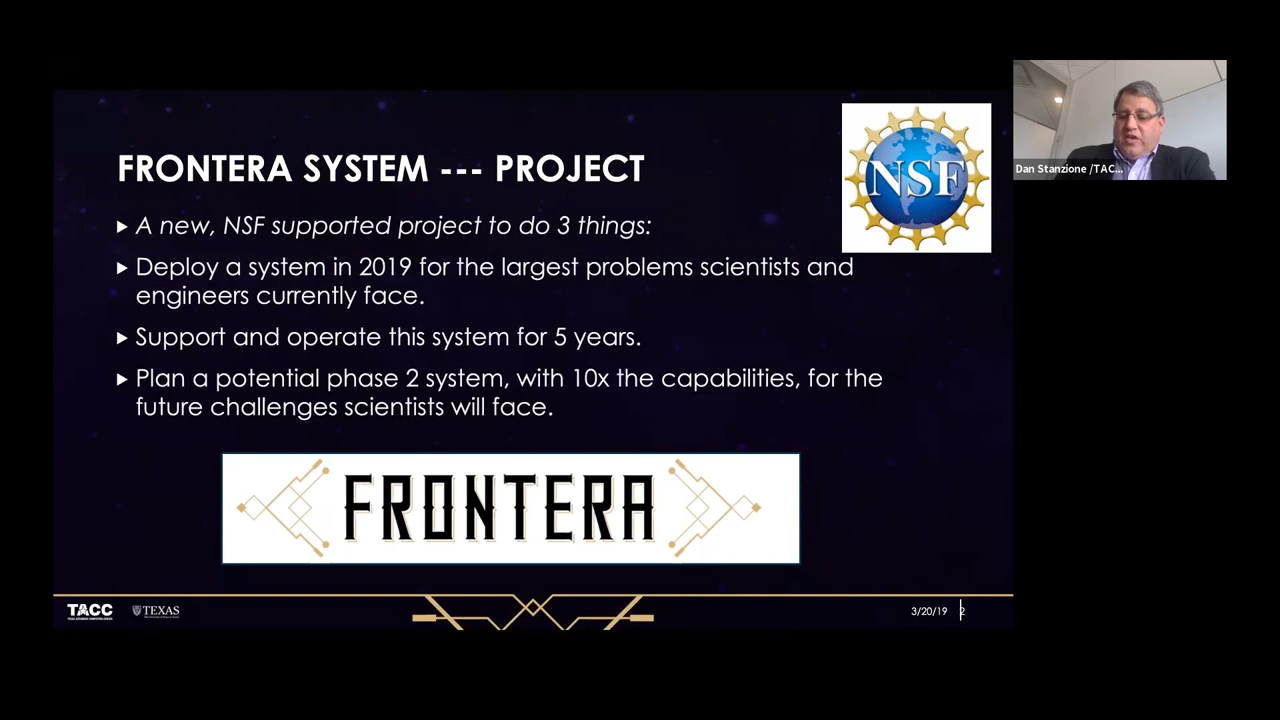 NSF
Dan Stanzione /TAC...
FRONTERA SYSTEM --- PROJECT
A new, NSF supported project to do 3 things:
Deploy a system in 2019 for the largest problems scientists and
engineers currently face.
Support and operate this system for 5 years.
Plan a potential phase 2 system, with 10x the capabilities, for the
future challenges scientists will face.
FRONTERA
TACC
TEXAS
3/20/19 2